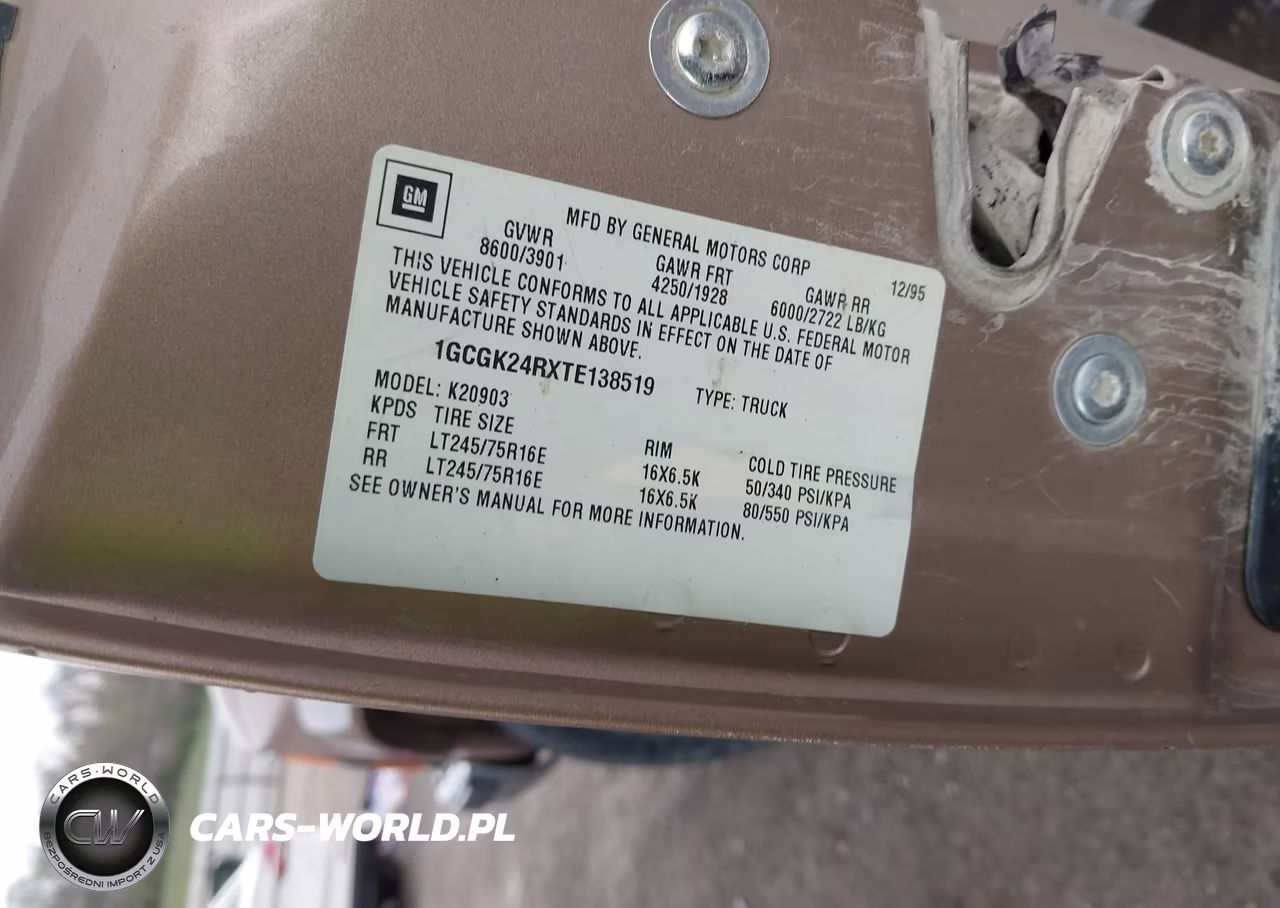 GM
MFD BY GENERAL MOTORS CORP
12/95
GVWR GAWR FRT GAWR RR
8600/3901 4250/1928 6000/2722 LB/KG
THIS VEHICLE CONFORMS TO ALL APPLICABLE U.S. FEDERAL MOTOR
VEHICLE SAFETY STANDARDS IN EFFECT ON THE DATE OF
MANUFACTURE SHOWN ABOVE.
1GCGK24RXTE138519 TYPE: TRUCK
MODEL: K20903
KPDS TIRE SIZE RIM COLD TIRE PRESSURE
FRT LT245/75R16E 16X6.5K 50/340 PSI/KPA
RR LT245/75R16E 16X6.5K 80/550 PSI/KPA
SEE OWNER'S MANUAL FOR MORE INFORMATION.
CARS-WORLD
CW
BEZPOŚREDNI IMPORT Z USA
CARS-WORLD.PL